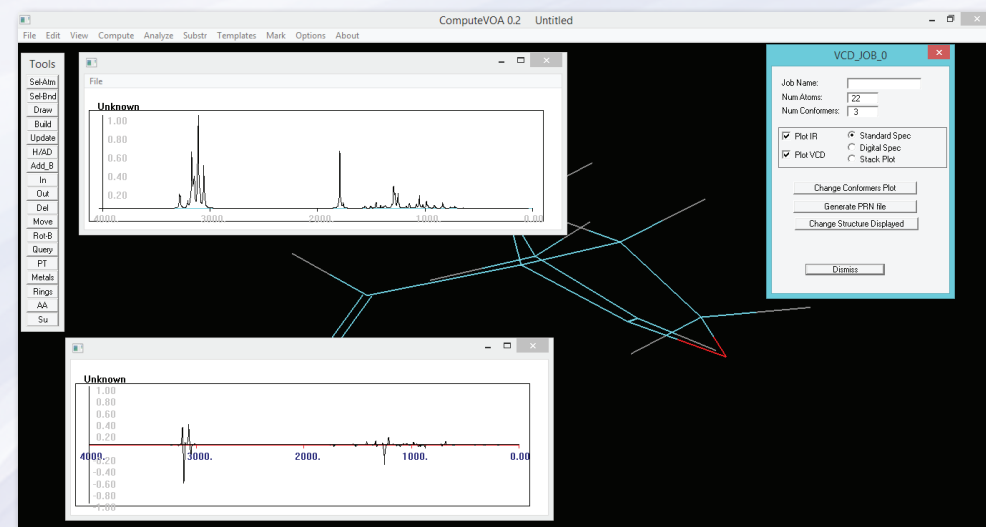 ComputeVOA 0.2 Untitled
File Edit View Compute Analyze Substr Templates Mark Options About
Tools
Sel-Atm
Sel-Bnd
Draw
Build
Update
H/AD
Add_B
In
Out
Del
Move
Rot-B
Query
PT
Metals
Rings
AA
Su
File
Unknown
1.00
0.80
0.60
0.40
0.20
4000. 3000. 2000. 1000. 0.00
Unknown
1.00
0.80
0.60
0.40
0.20
4000. 3000. 2000. 1000. 0.00
-0.20
-0.40
-0.60
-0.80
-1.00
VCD_JOB_0
Job Name:
Num Atoms: 22
Num Conformers: 3
Plot IR Standard Spec
Digital Spec
Plot VCD
Stack Plot
Change Conformers Plot
Generate PRN file
Change Structure Displayed
Dismiss